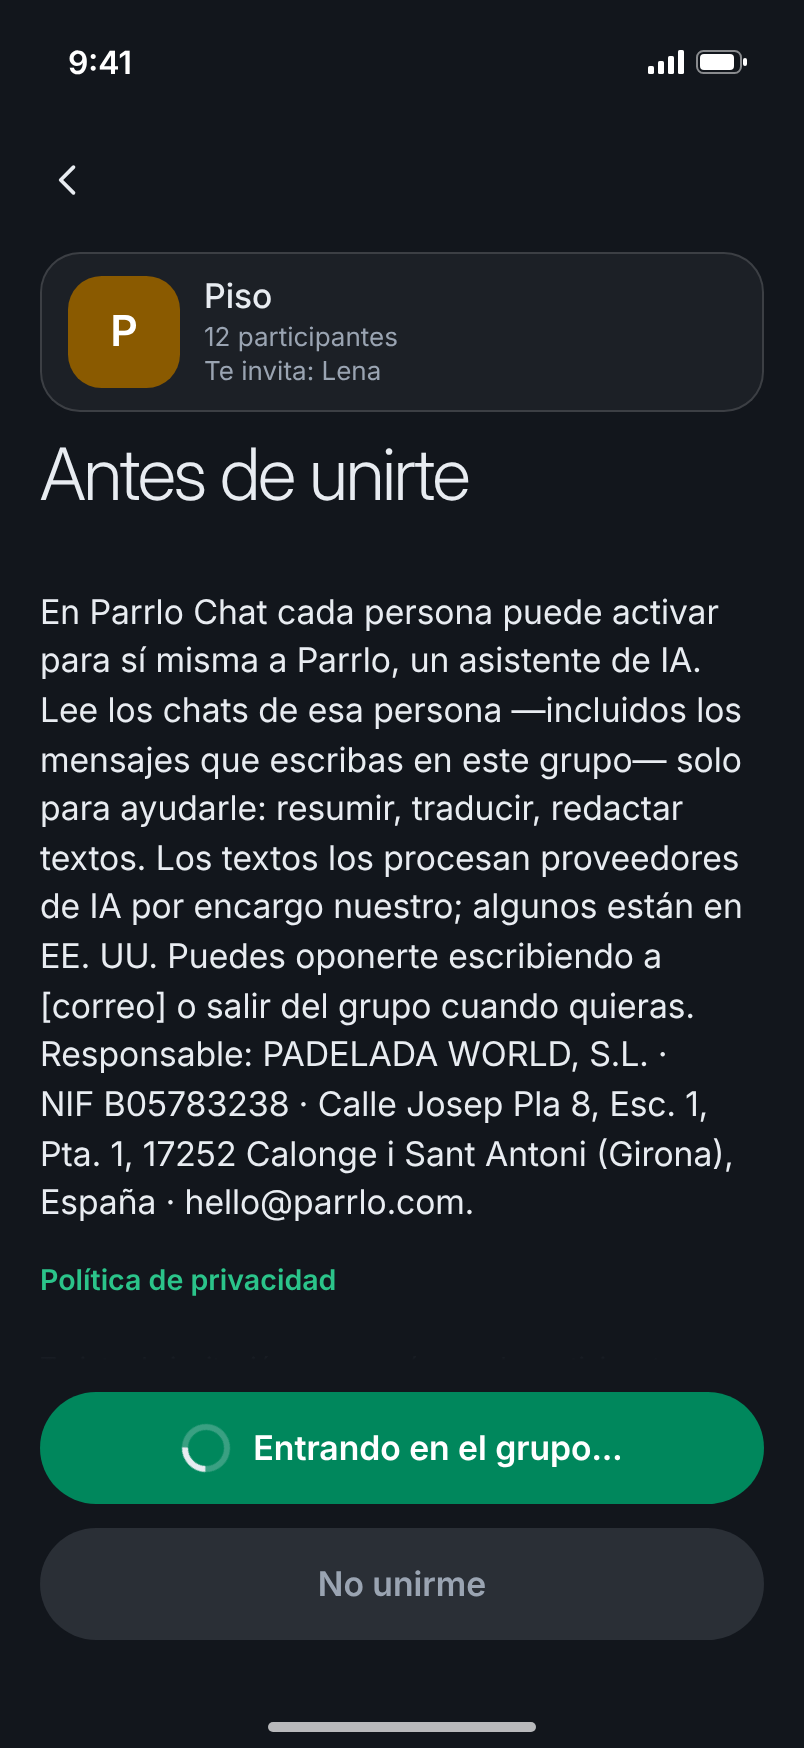 9:41
P
Piso
12 participantes
Te invita: Lena
Antes de unirte
En Parrlo Chat cada persona puede activar
para sí misma a Parrlo, un asistente de IA.
Lee los chats de esa persona —incluidos los
mensajes que escribas en este grupo— solo
para ayudarle: resumir, traducir, redactar
textos. Los textos los procesan proveedores
de IA por encargo nuestro; algunos están en
EE. UU. Puedes oponerte escribiendo a
[correo] o salir del grupo cuando quieras.
Responsable: PADELADA WORLD, S.L. ·
NIF B05783238 · Calle Josep Pla 8, Esc. 1,
Pta. 1, 17252 Calonge i Sant Antoni (Girona),
España · hello@parrlo.com.
Política de privacidad
Entrando en el grupo...
No unirme